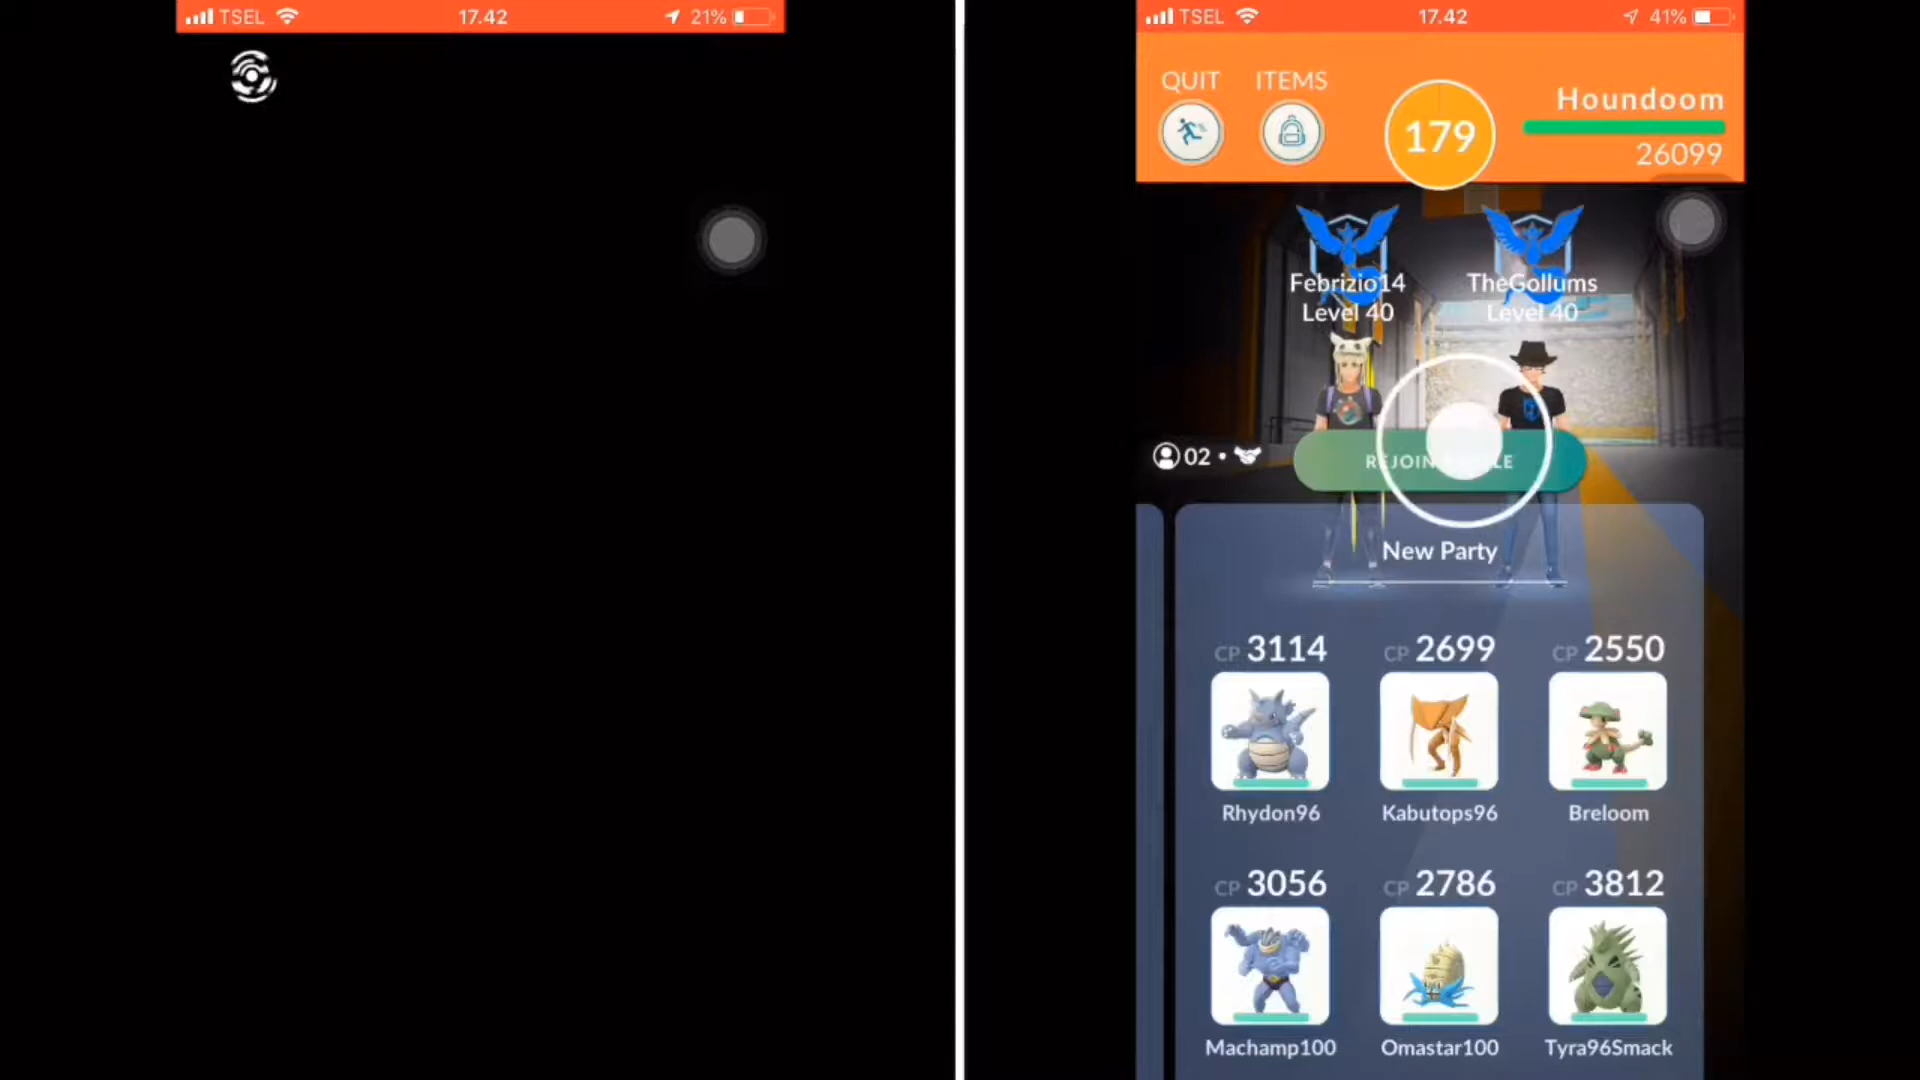 TSEL 17.42 21%
TSEL 17.42 41%
QUIT ITEMS
179
Houndoom
26099
Febrizio14 TheGollums
Level 40 Level 40
02
New Party
CP 3114 CP 2699 CP 2550
Rhydon96 Kabutops96 Breloom
CP 3056 CP 2786 CP 3812
Machamp100 Omastar100 Tyra96Smack